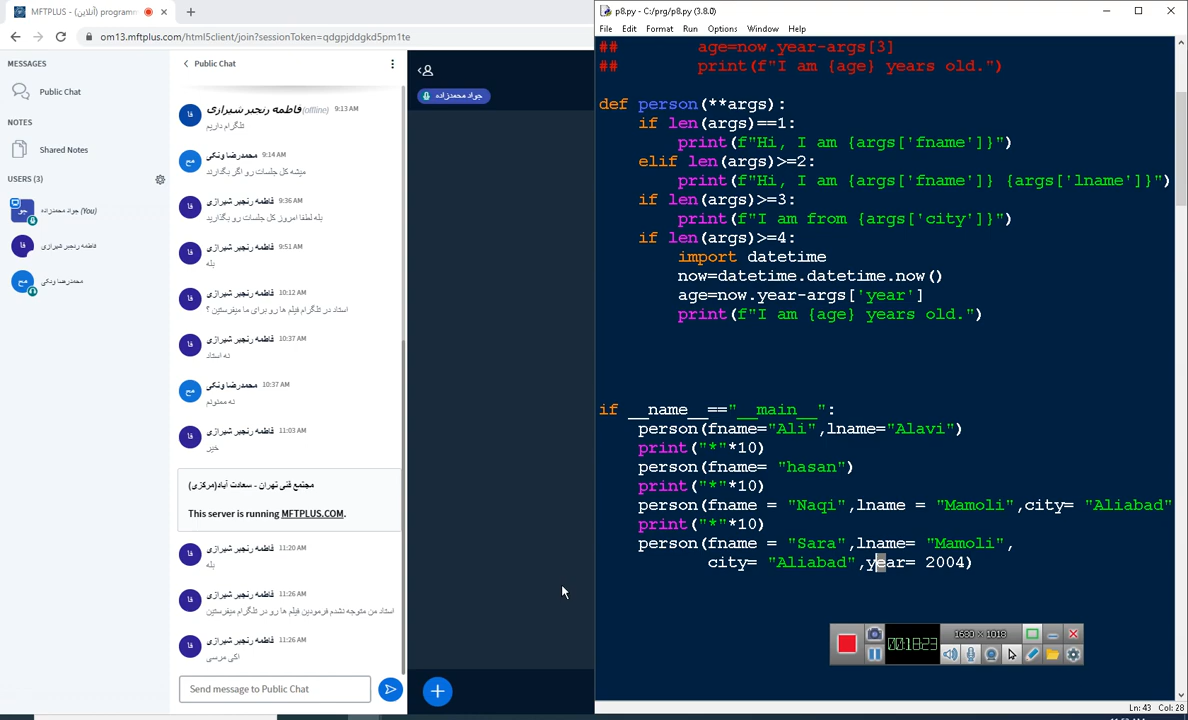 MFTPLUS (آنلاین) programm
om13.mftplus.com/html5client/join?sessionToken=qdgpjddgkd5pm1te
MESSAGES
Public Chat
NOTES
Shared Notes
USERS (3)
جواد محمدزاده (You)
فاطمه رنجبر شیرازی
محمدرضا ونکی
Public Chat
فاطمه رنجبر شیرازی (offline) 9:13 AM
تلگرام داریم
محمدرضا ونکی 9:14 AM
میشه کل جلسات رو اگر بگذارند
فاطمه رنجبر شیرازی 9:36 AM
بله لطفا امروز کل جلسات رو بگذارید
فاطمه رنجبر شیرازی 9:51 AM
بله
فاطمه رنجبر شیرازی 10:12 AM
استاد در تلگرام فیلم ها رو برای ما میفرستین ؟
فاطمه رنجبر شیرازی 10:37 AM
نه استاد
محمدرضا ونکی 10:37 AM
نه ممنونم
فاطمه رنجبر شیرازی 11:03 AM
خیر
مجتمع فنی تهران - سعادت آباد(مرکزی)
This server is running MFTPLUS.COM.
فاطمه رنجبر شیرازی 11:20 AM
بله
فاطمه رنجبر شیرازی 11:26 AM
استاد من متوجه نشدم فرمودین فیلم ها رو در تلگرام میفرستین
فاطمه رنجبر شیرازی 11:26 AM
اکی مرسی
Send message to Public Chat
جواد محمدزاده
p8.py - C:/prg/p8.py (3.8.0)
File Edit Format Run Options Window Help
## age=now.year-args[3]
## print(f"I am {age} years old.")
def person(**args):
if len(args)==1:
print(f"Hi, I am {args['fname']}")
elif len(args)>=2:
print(f"Hi, I am {args['fname']} {args['lname']}")
if len(args)>=3:
print(f"I am from {args['city']}")
if len(args)>=4:
import datetime
now=datetime.datetime.now()
age=now.year-args['year']
print(f"I am {age} years old.")
if __name__=="__main__":
person(fname="Ali",lname="Alavi")
print("*"*10)
person(fname= "hasan")
print("*"*10)
person(fname = "Naqi",lname = "Mamoli",city= "Aliabad"
print("*"*10)
person(fname = "Sara",lname= "Mamoli",
city= "Aliabad",year= 2004)
00:18:23
1680 x 1018
Ln: 43 Col: 28